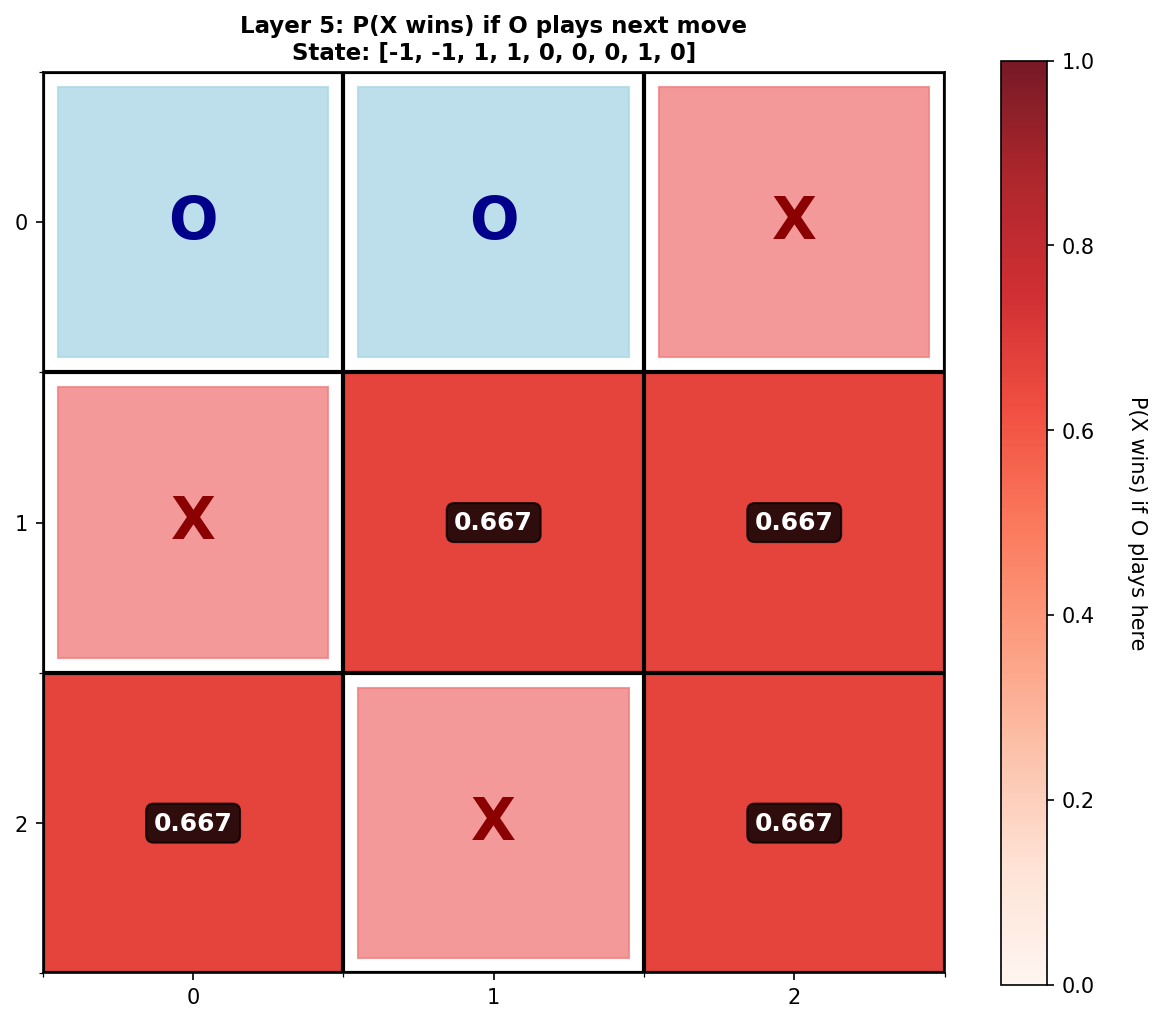 Layer 5: P(X wins) if O plays next move
State: [-1, -1, 1, 1, 0, 0, 0, 1, 0]
0
O
O
X
1
X
0.667
0.667
2
0.667
X
0.667
0
1
2
1.0
0.8
0.6
0.4
0.2
0.0
P(X wins) if O plays here